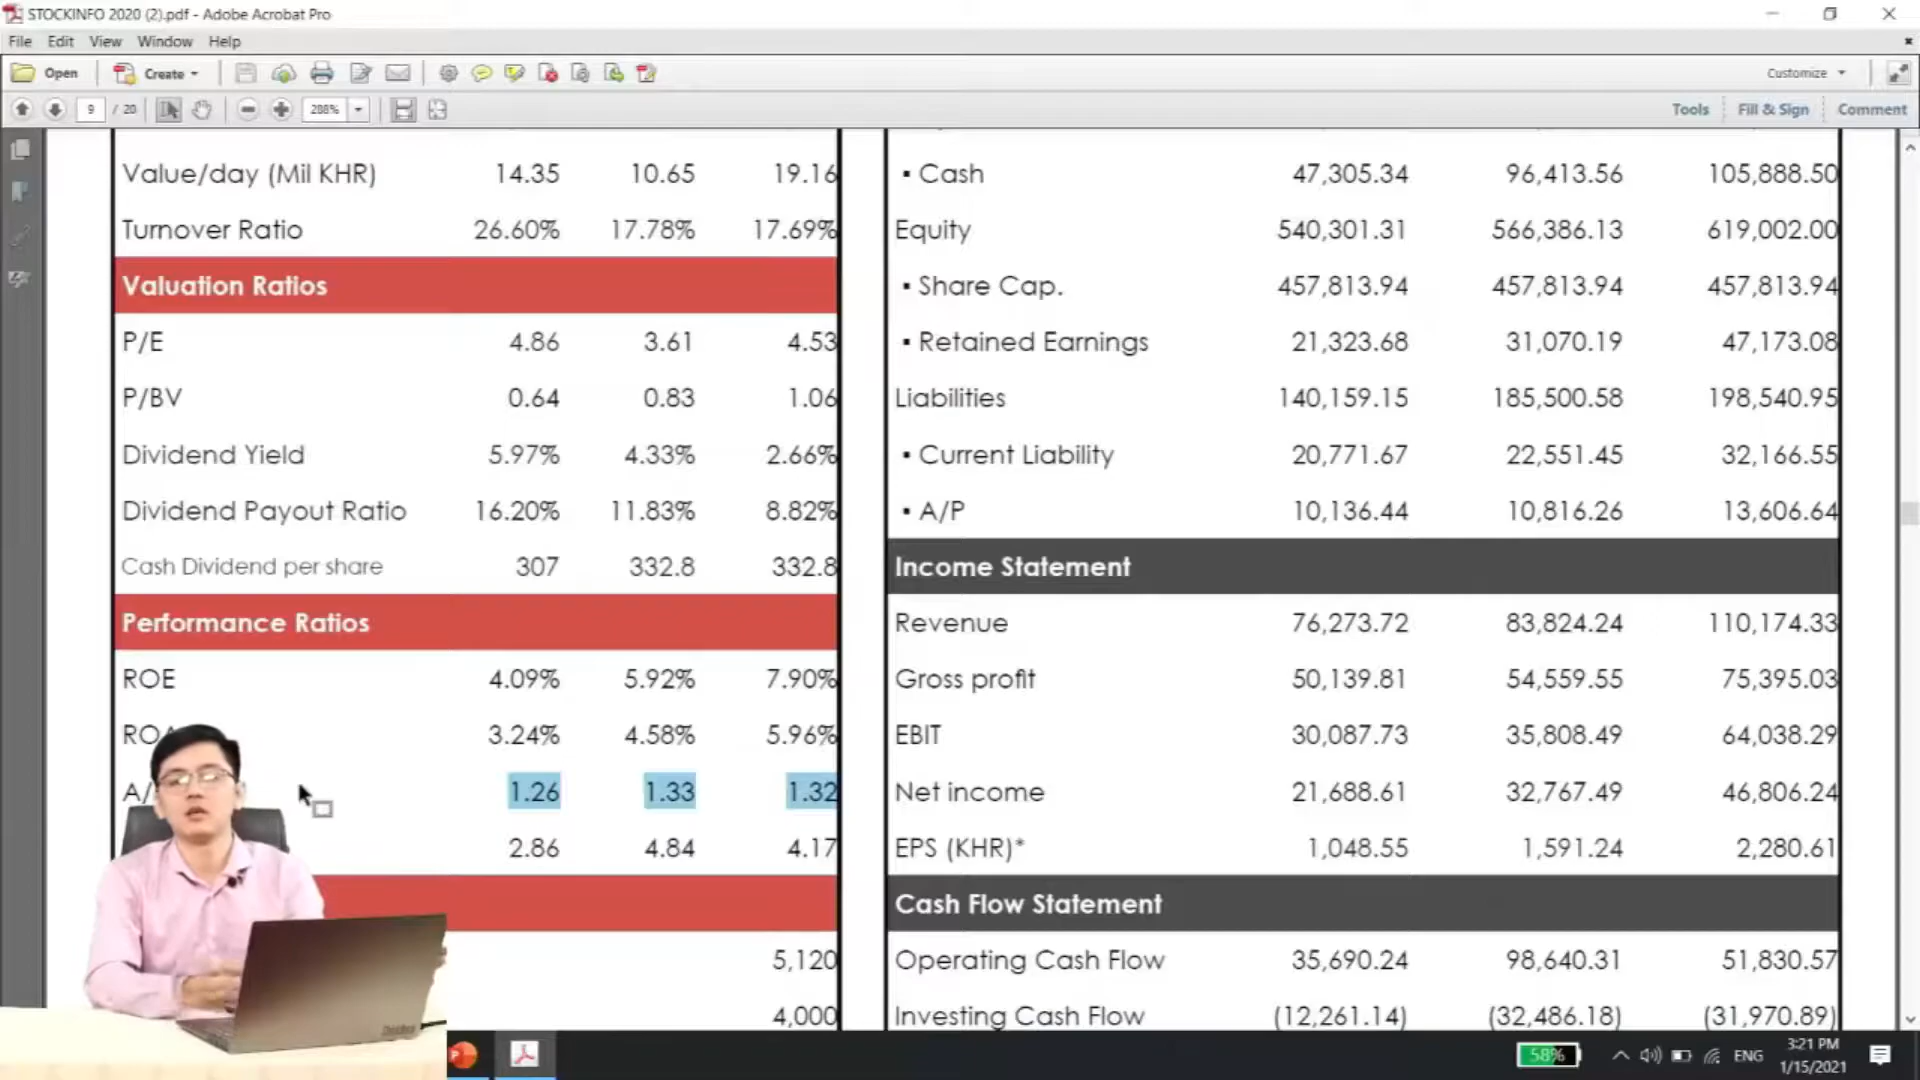 STOCKINFO 2020 (2).pdf - Adobe Acrobat Pro
File Edit View Window Help
Open Create Customize
9 / 20 288% Tools Fill & Sign Comment
Value/day (Mil KHR) 14.35 10.65 19.16
Turnover Ratio 26.60% 17.78% 17.69%
Valuation Ratios
P/E 4.86 3.61 4.53
P/BV 0.64 0.83 1.06
Dividend Yield 5.97% 4.33% 2.66%
Dividend Payout Ratio 16.20% 11.83% 8.82%
Cash Dividend per share 307 332.8 332.8
Performance Ratios
ROE 4.09% 5.92% 7.90%
ROA 3.24% 4.58% 5.96%
A/ 1.26 1.33 1.32
2.86 4.84 4.17
5,120
4,000
▪ Cash 47,305.34 96,413.56 105,888.50
Equity 540,301.31 566,386.13 619,002.00
▪ Share Cap. 457,813.94 457,813.94 457,813.94
▪ Retained Earnings 21,323.68 31,070.19 47,173.08
Liabilities 140,159.15 185,500.58 198,540.95
▪ Current Liability 20,771.67 22,551.45 32,166.55
▪ A/P 10,136.44 10,816.26 13,606.64
Income Statement
Revenue 76,273.72 83,824.24 110,174.33
Gross profit 50,139.81 54,559.55 75,395.03
EBIT 30,087.73 35,808.49 64,038.29
Net income 21,688.61 32,767.49 46,806.24
EPS (KHR)* 1,048.55 1,591.24 2,280.61
Cash Flow Statement
Operating Cash Flow 35,690.24 98,640.31 51,830.57
Investing Cash Flow (12,261.14) (32,486.18) (31,970.89)
58% ENG 3:21 PM
1/15/2021